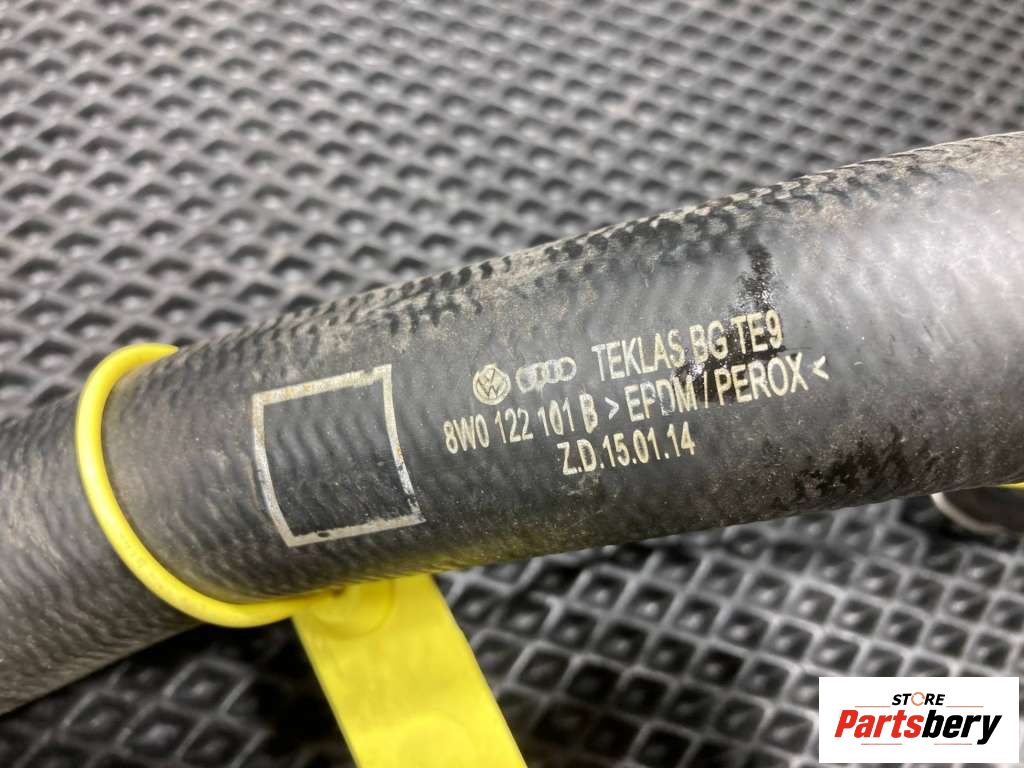 TEKLAS BG TE9
8W0 122 101 B > EPDM / PEROX <
Z.D.15.01.14
STORE
Partsbery